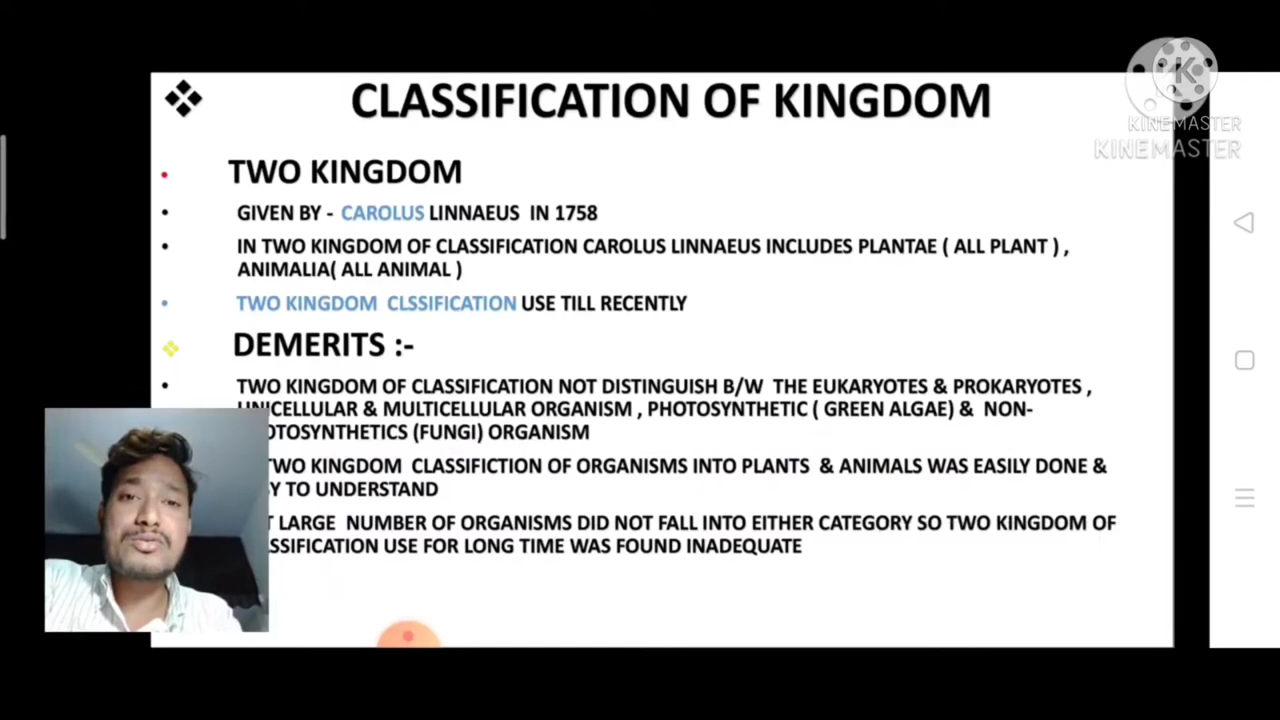 KINEMASTER
KINEMASTER
CLASSIFICATION OF KINGDOM
TWO KINGDOM
GIVEN BY - CAROLUS LINNAEUS IN 1758
IN TWO KINGDOM OF CLASSIFICATION CAROLUS LINNAEUS INCLUDES PLANTAE ( ALL PLANT ) ,
ANIMALIA( ALL ANIMAL )
TWO KINGDOM CLSSIFICATION USE TILL RECENTLY
DEMERITS :-
TWO KINGDOM OF CLASSIFICATION NOT DISTINGUISH B/W THE EUKARYOTES & PROKARYOTES ,
UNICELLULAR & MULTICELLULAR ORGANISM , PHOTOSYNTHETIC ( GREEN ALGAE) & NON-
(FUNGI) ORGANISM
TWO KINGDOM CLASSIFICTION OF ORGANISMS INTO PLANTS & ANIMALS WAS EASILY DONE &
TO UNDERSTAND
LARGE NUMBER OF ORGANISMS DID NOT FALL INTO EITHER CATEGORY SO TWO KINGDOM OF
USE FOR LONG TIME WAS FOUND INADEQUATE